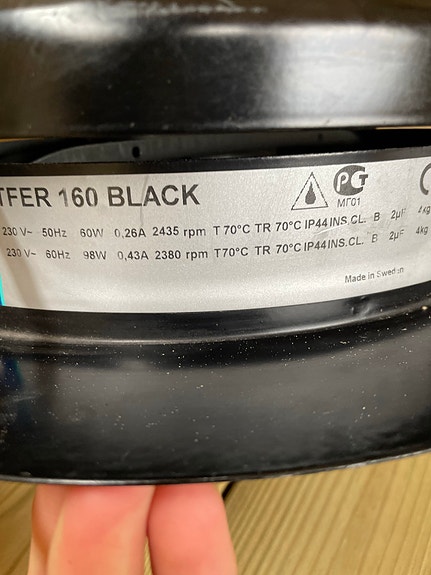 TFER 160 BLACK
PG
МГ01
230 V~ 50Hz 60W 0,26A 2435 rpm T 70°C TR 70°C IP44 INS.CL. B 2µF 4kg
230 V~ 60Hz 98W 0,43A 2380 rpm T70°C TR 70°C IP44 INS.CL. B 2µF 4kg
Made in Sweden